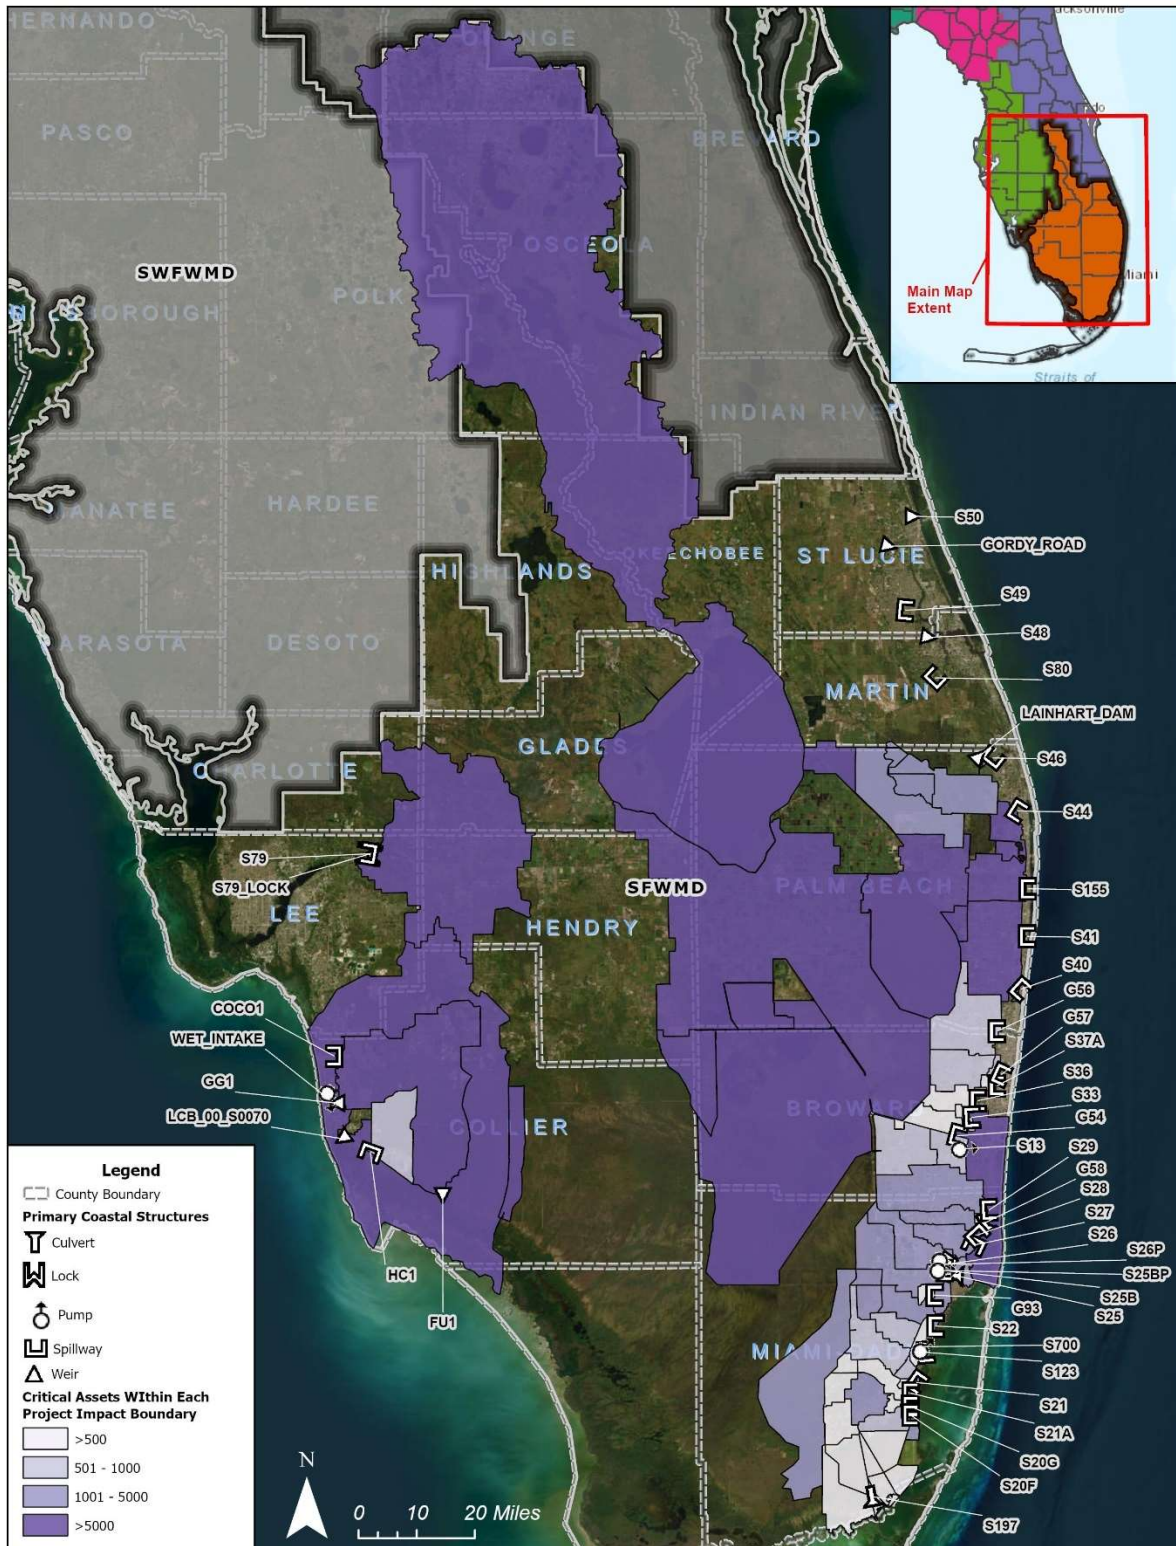 HERNANDO
ORANGE
PASCO
BREVARD
SWFWMD
OSCEOLA
POLK
INDIAN RIVER
MANATEE
HARDEE
OKEECHOBEE
ST LUCIE
HIGHLANDS
SARASOTA
DESOTO
MARTIN
GLADES
CHARLOTTE
SFWMD
PALM BEACH
LEE
HENDRY
BROWARD
COLLIER
MIAMI-DADE
Jacksonville
Miami
Main Map
Extent
Straits of
S50
GORDY_ROAD
S49
S48
S80
LAINHART_DAM
S46
S44
S155
S41
S40
G56
G57
S37A
S36
S33
G54
S13
S29
G58
S28
S27
S26
S26P
S25BP
S25B
S25
G93
S22
S700
S123
S21
S21A
S20G
S20F
S197
S79
S79_LOCK
COCO1
WET_INTAKE
GG1
LCB_00_S0070
HC1
FU1
Legend
County Boundary
Primary Coastal Structures
Culvert
Lock
Pump
Spillway
Weir
Critical Assets WIthin Each
Project Impact Boundary
>500
501 - 1000
1001 - 5000
>5000
N
0 10 20 Miles